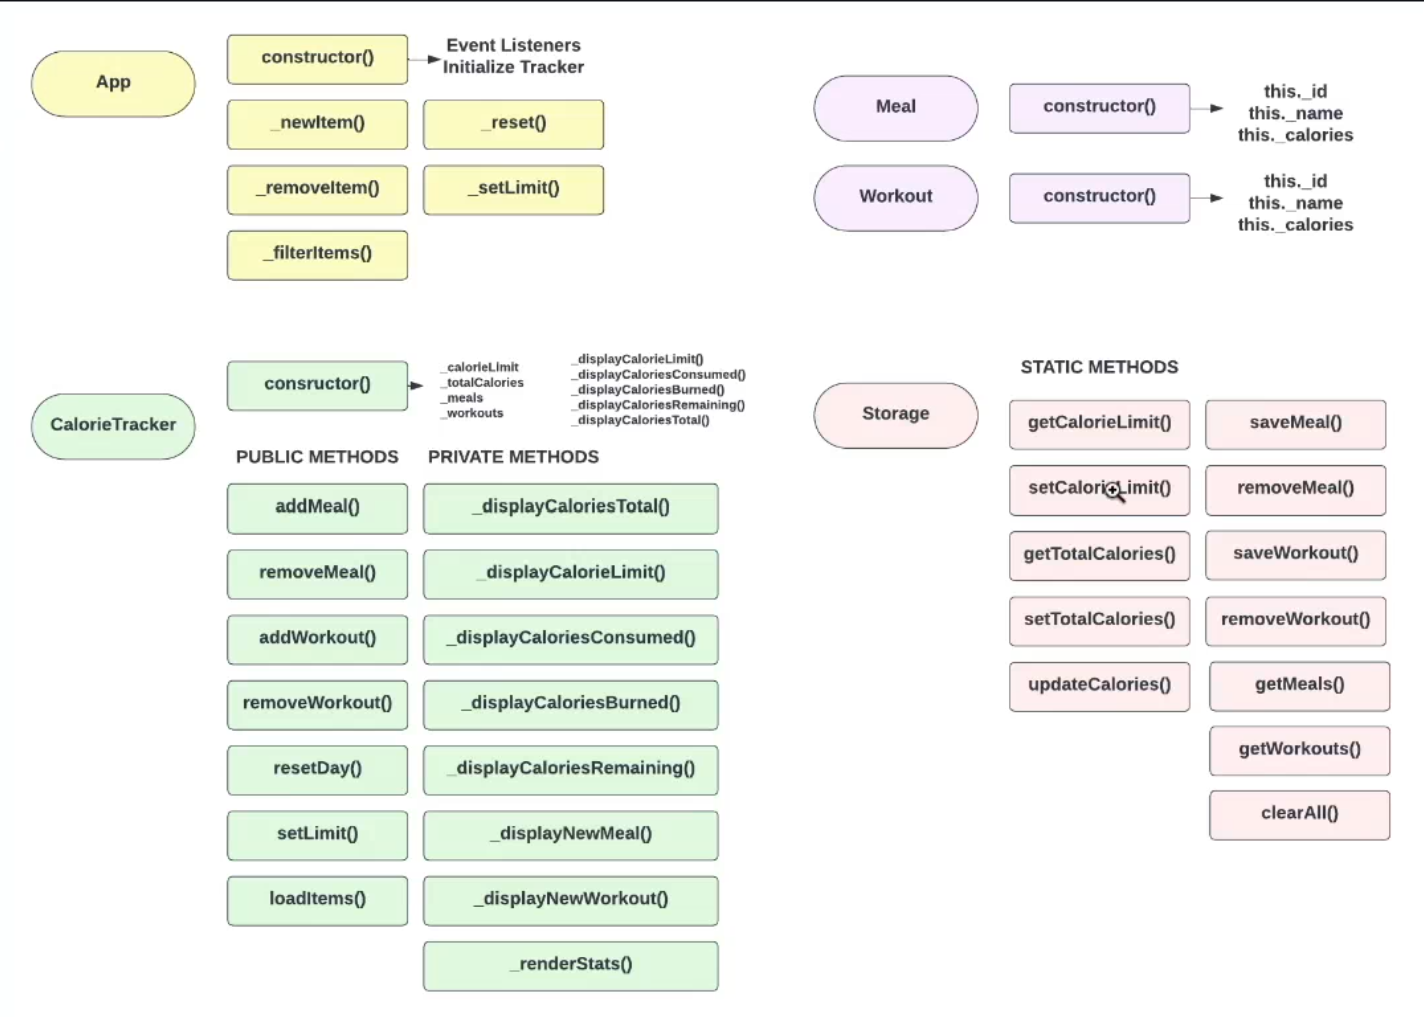 App
constructor()
Event Listeners
Initialize Tracker
_newItem()
_reset()
_removeItem()
_setLimit()
_filterItems()
Meal
constructor()
this._id
this._name
this._calories
Workout
constructor()
this._id
this._name
this._calories
CalorieTracker
consructor()
_calorieLimit
_totalCalories
_meals
_workouts
_displayCalorieLimit()
_displayCaloriesConsumed()
_displayCaloriesBurned()
_displayCaloriesRemaining()
_displayCaloriesTotal()
PUBLIC METHODS
PRIVATE METHODS
addMeal()
_displayCaloriesTotal()
removeMeal()
_displayCalorieLimit()
addWorkout()
_displayCaloriesConsumed()
removeWorkout()
_displayCaloriesBurned()
resetDay()
_displayCaloriesRemaining()
setLimit()
_displayNewMeal()
loadItems()
_displayNewWorkout()
_renderStats()
Storage
STATIC METHODS
getCalorieLimit()
saveMeal()
setCalorieLimit()
removeMeal()
getTotalCalories()
saveWorkout()
setTotalCalories()
removeWorkout()
updateCalories()
getMeals()
getWorkouts()
clearAll()